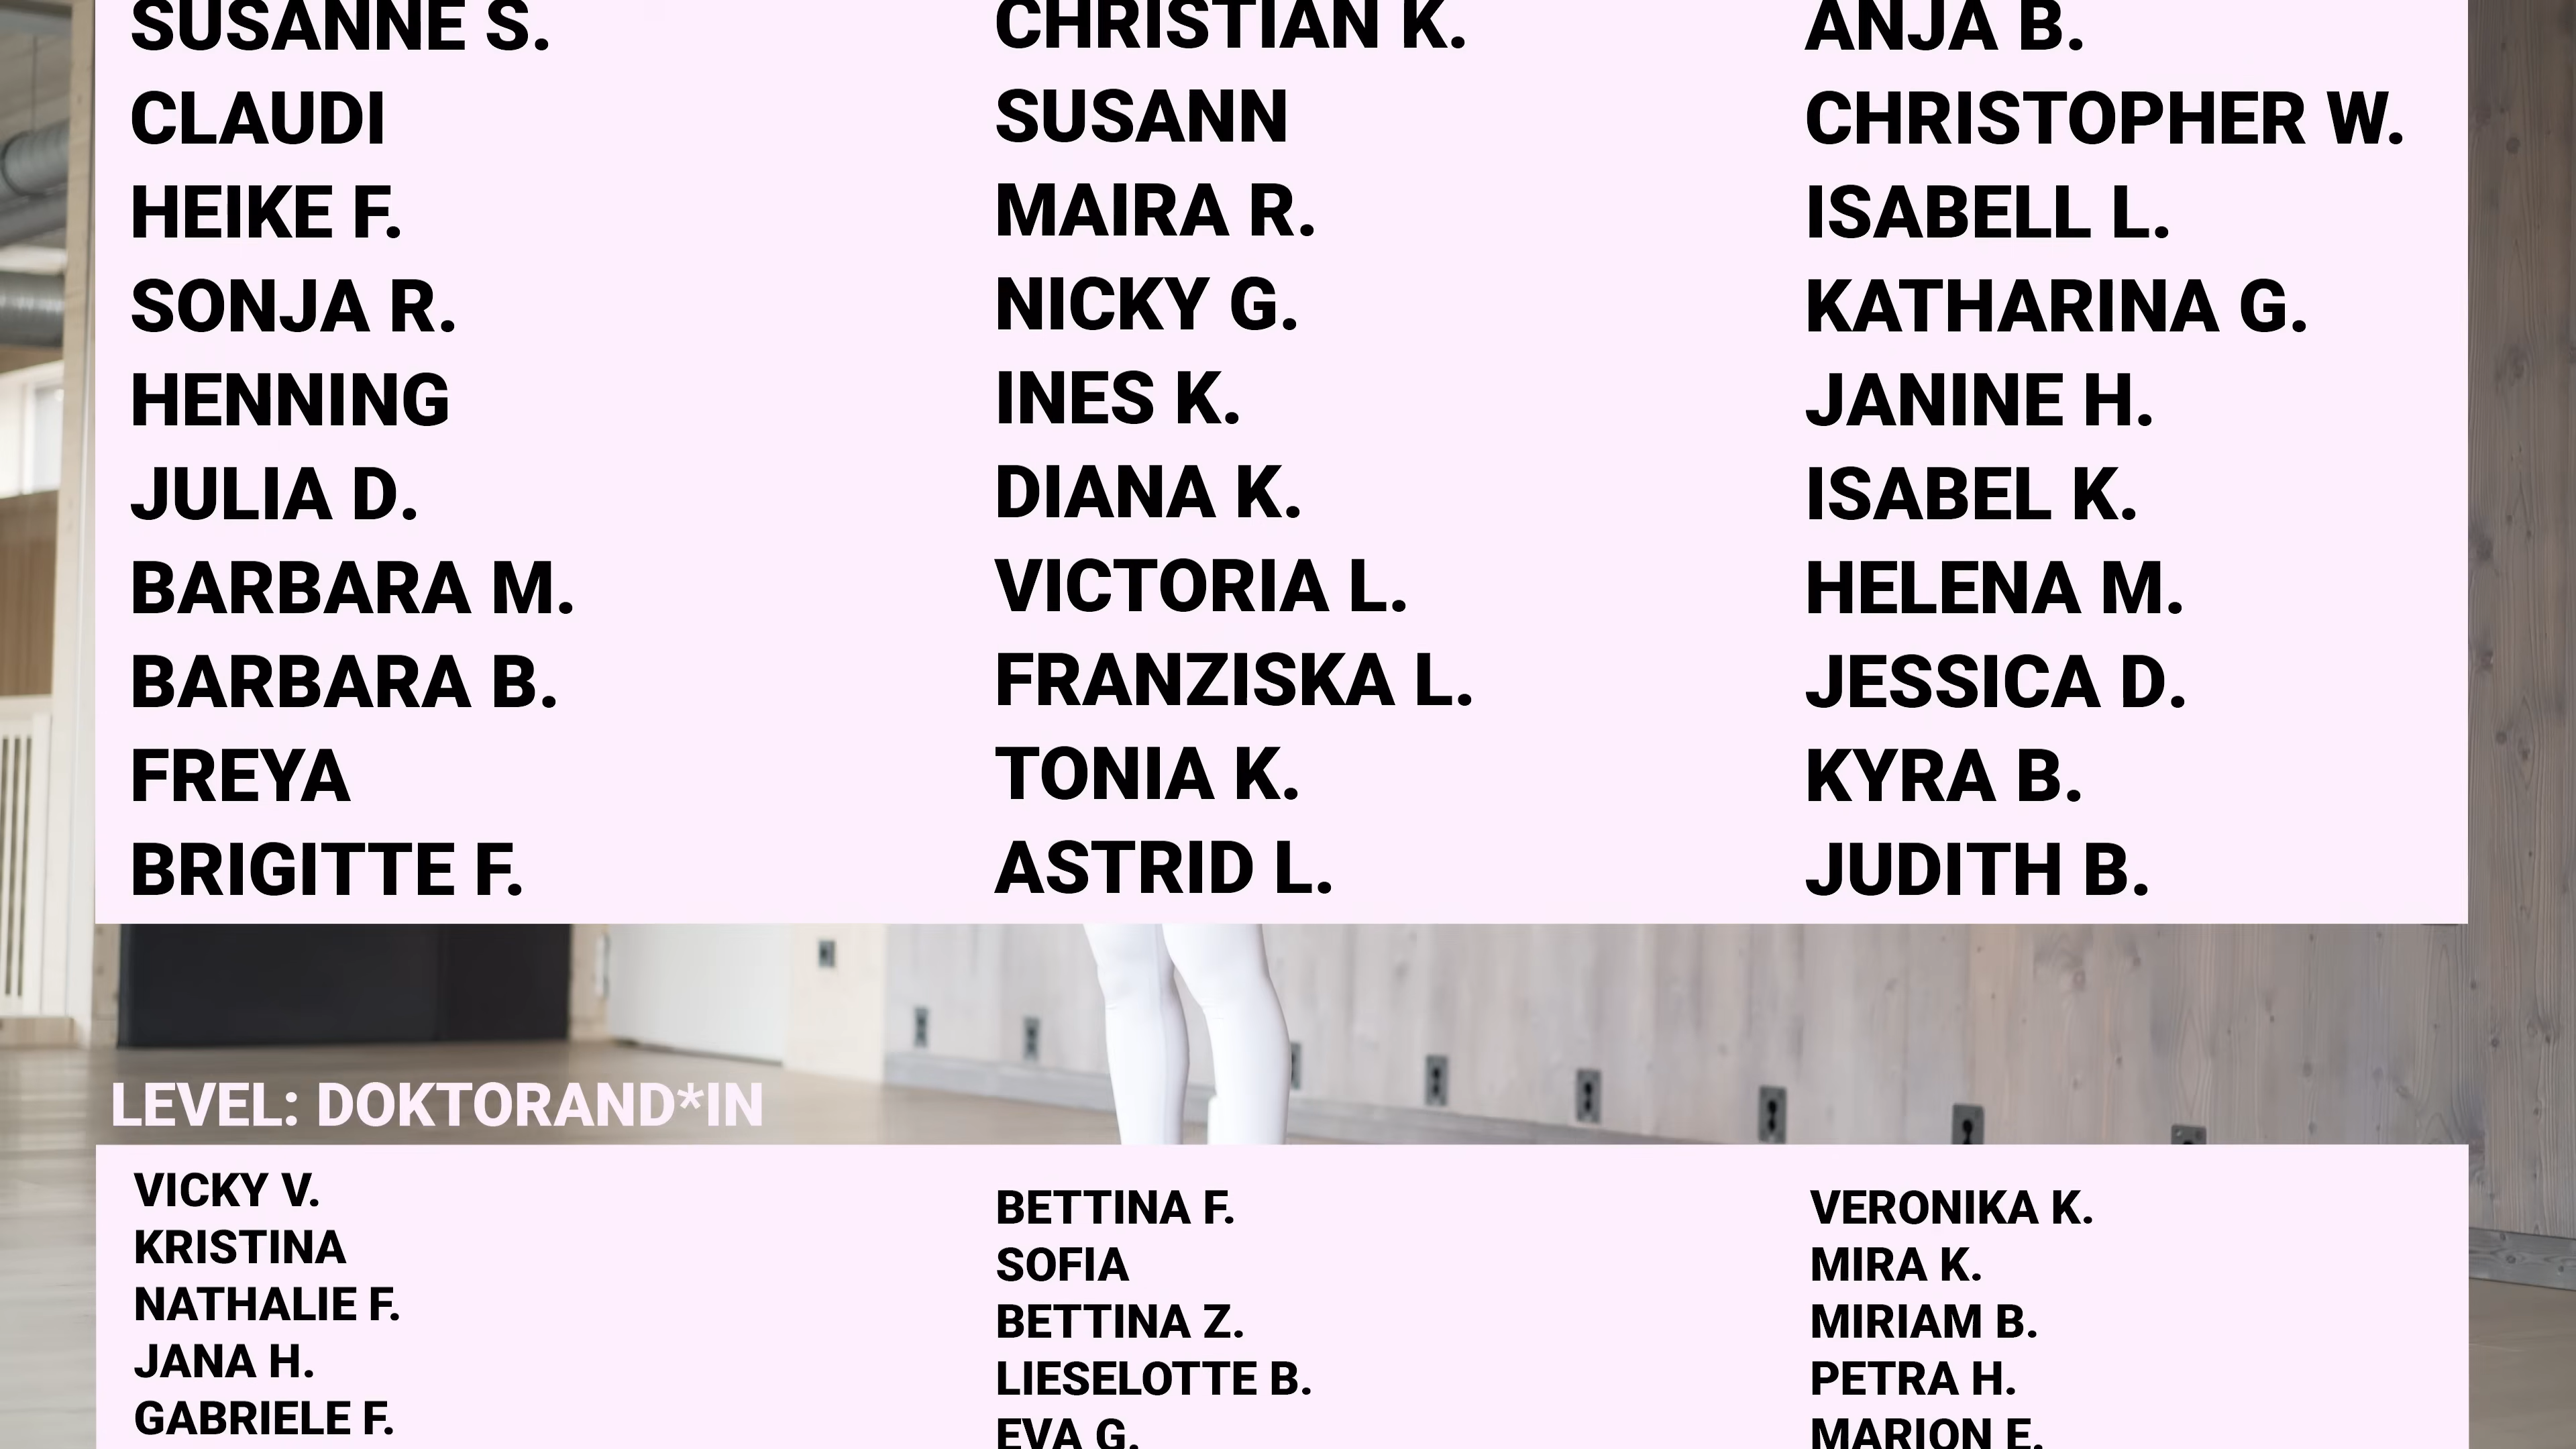 SUSANNE S.
CLAUDI
HEIKE F.
SONJA R.
HENNING
JULIA D.
BARBARA M.
BARBARA B.
FREYA
BRIGITTE F.
CHRISTIAN K.
SUSANN
MAIRA R.
NICKY G.
INES K.
DIANA K.
VICTORIA L.
FRANZISKA L.
TONIA K.
ASTRID L.
ANJA B.
CHRISTOPHER W.
ISABELL L.
KATHARINA G.
JANINE H.
ISABEL K.
HELENA M.
JESSICA D.
KYRA B.
JUDITH B.
LEVEL: DOKTORAND*IN
VICKY V.
KRISTINA
NATHALIE F.
JANA H.
GABRIELE F.
BETTINA F.
SOFIA
BETTINA Z.
LIESELOTTE B.
EVA G.
VERONIKA K.
MIRA K.
MIRIAM B.
PETRA H.
MARION E.